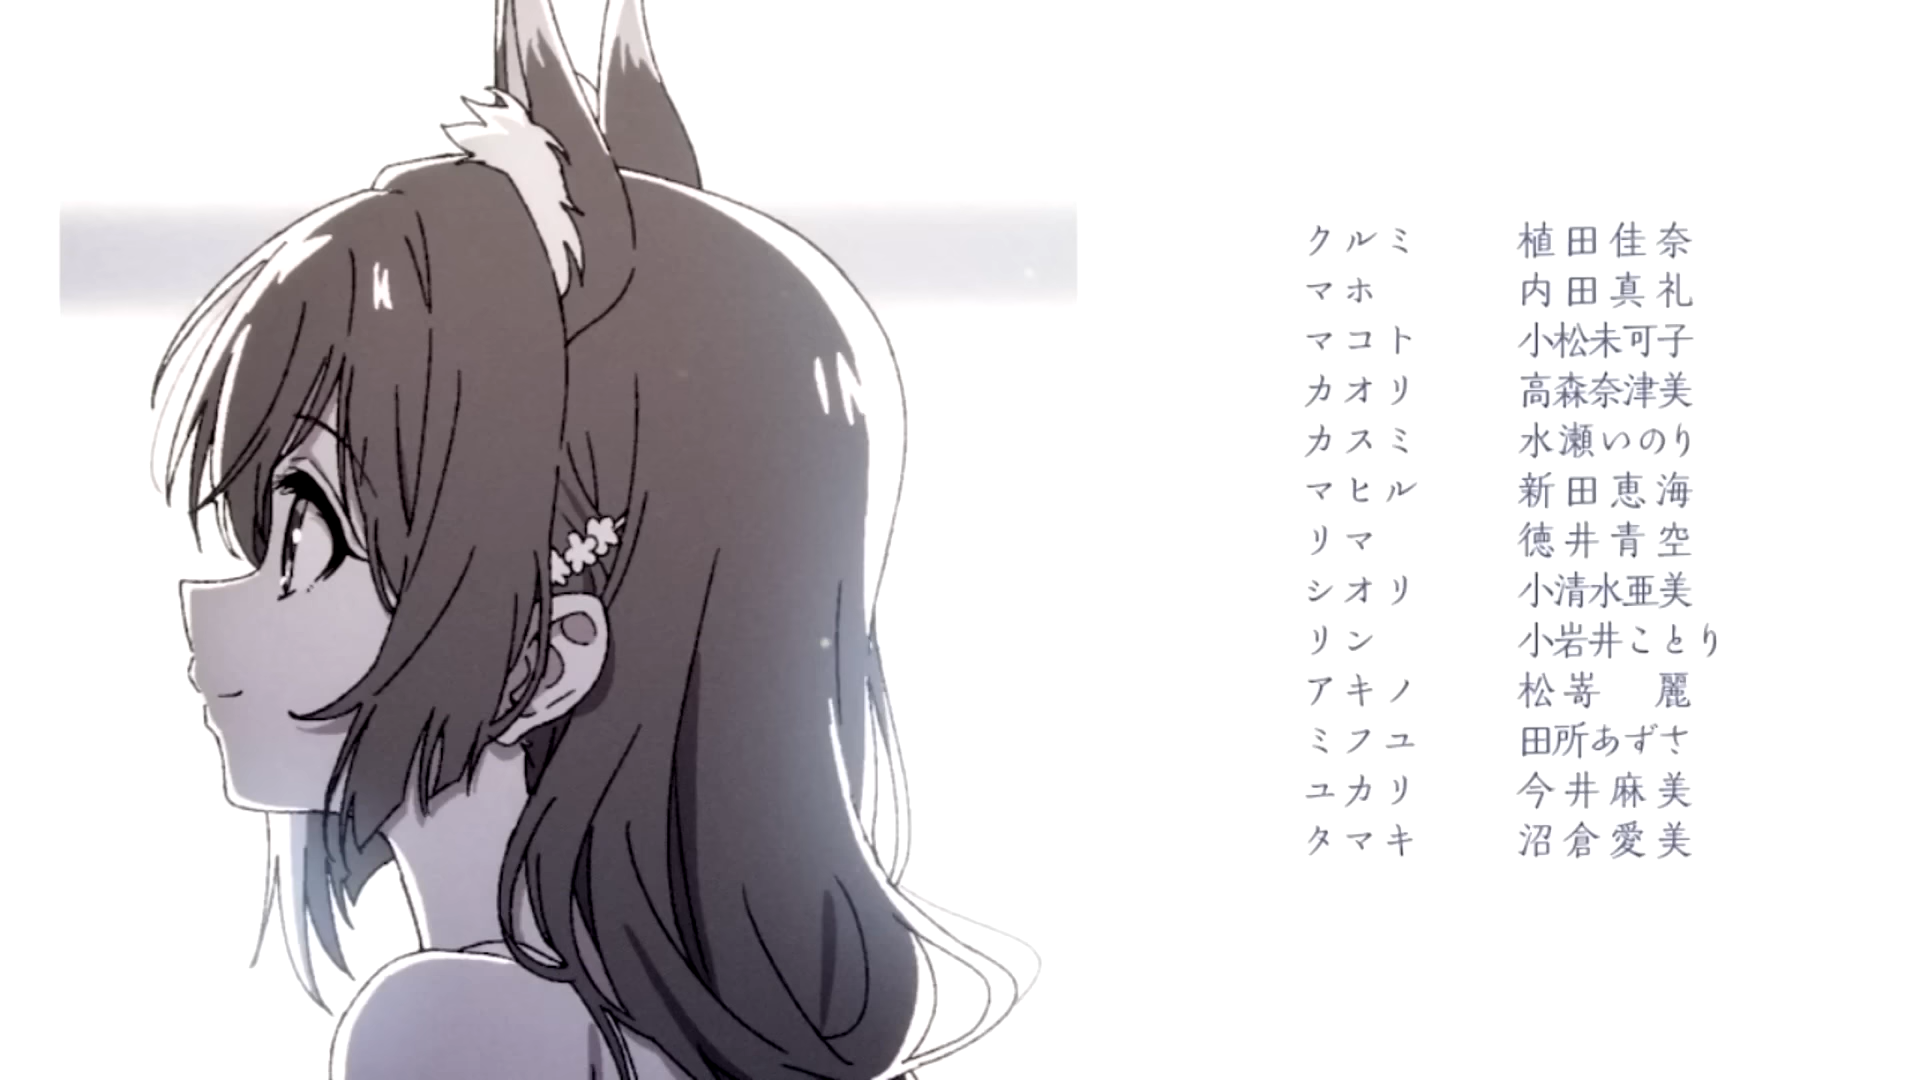 クルミ 植田佳奈
マホ 内田真礼
マコト 小松未可子
カオリ 高森奈津美
カスミ 水瀬いのり
マヒル 新田恵海
リマ 徳井青空
シオリ 小清水亜美
リン 小岩井ことり
アキノ 松嵜 麗
ミフユ 田所あずさ
ユカリ 今井麻美
タマキ 沼倉愛美